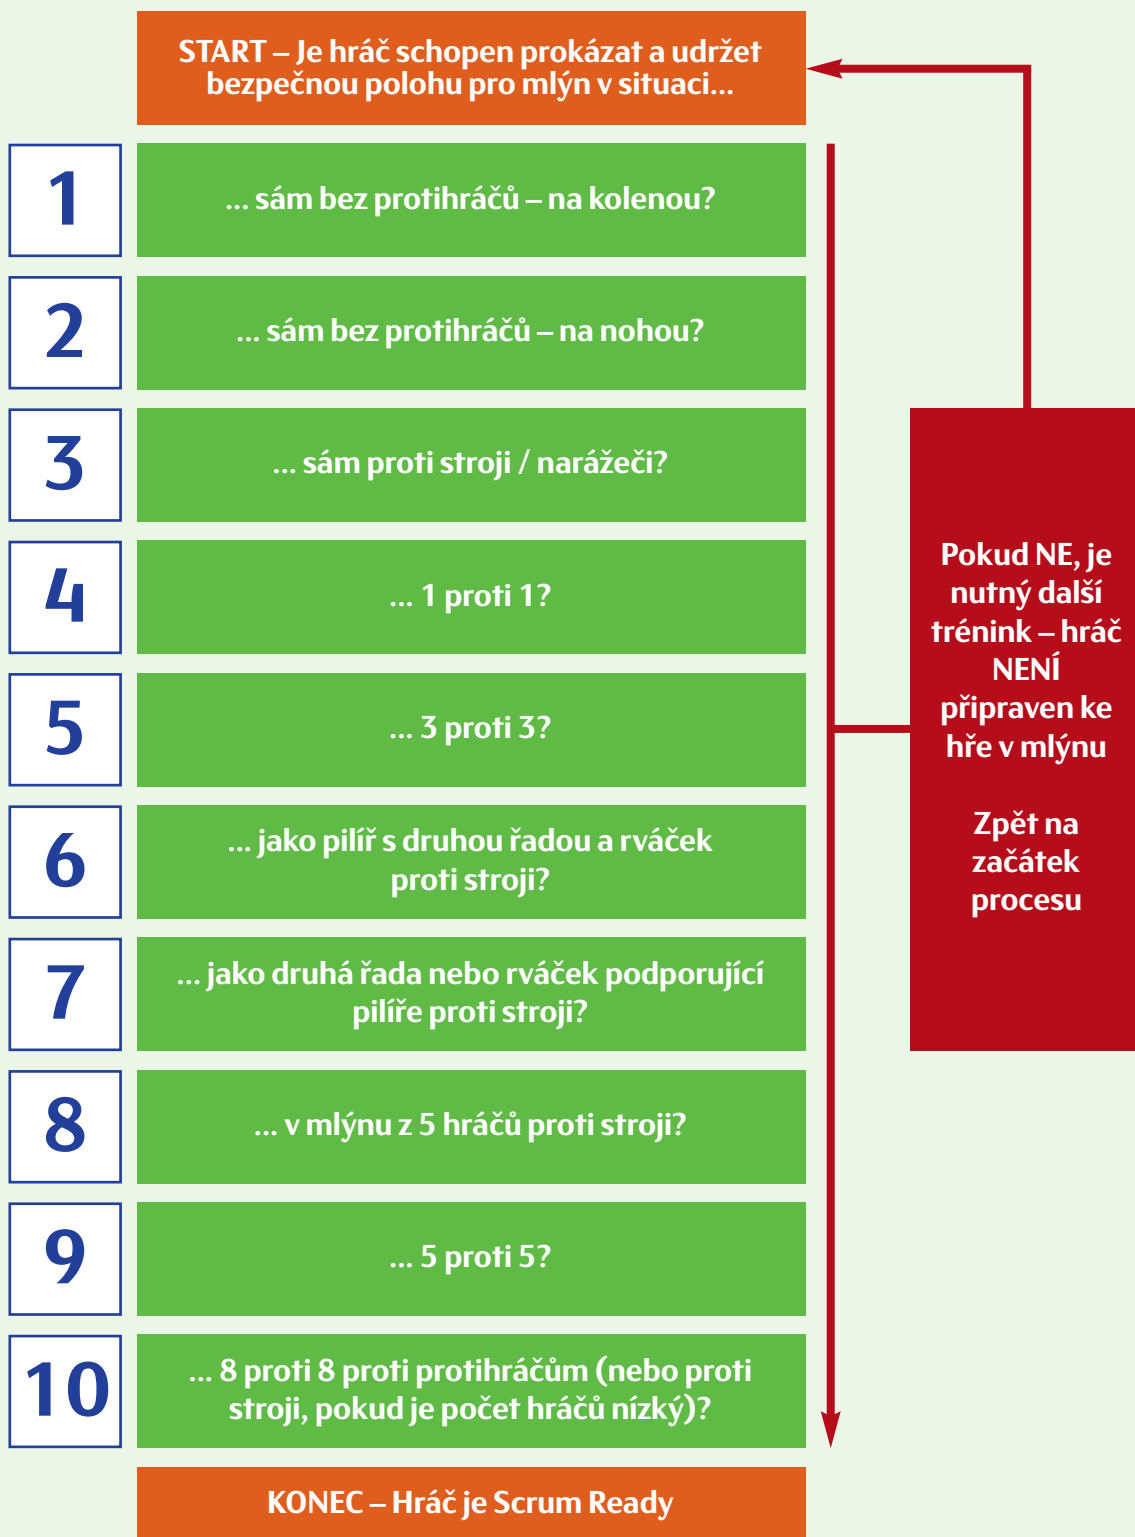 START – Je hráč schopen prokázat a udržet
bezpečnou polohu pro mlýn v situaci...
1
... sám bez protihráčů – na kolenou?
2
... sám bez protihráčů – na nohou?
3
... sám proti stroji / narážeči?
4
... 1 proti 1?
5
... 3 proti 3?
6
... jako pilíř s druhou řadou a rváček
proti stroji?
7
... jako druhá řada nebo rváček podporující
pilíře proti stroji?
8
... v mlýnu z 5 hráčů proti stroji?
9
... 5 proti 5?
10
... 8 proti 8 proti protihráčům (nebo proti
stroji, pokud je počet hráčů nízký)?
KONEC – Hráč je Scrum Ready
Pokud NE, je
nutný další
trénink – hráč
NENÍ
připraven ke
hře v mlýnu
Zpět na
začátek
procesu